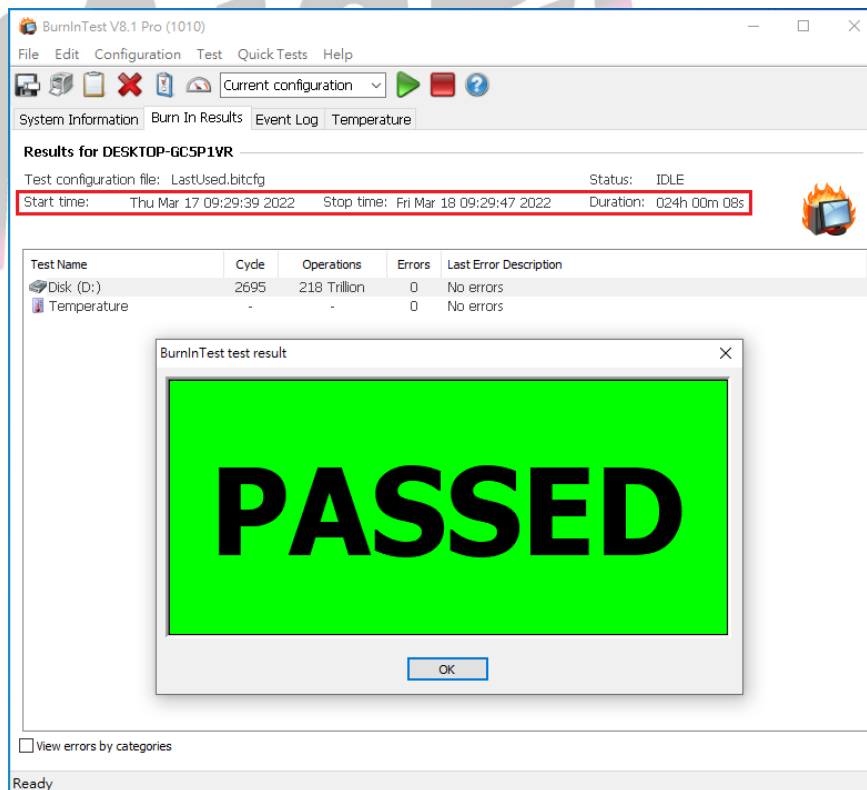 BurnInTest V8.1 Pro (1010)
File Edit Configuration Test Quick Tests Help
Current configuration
System Information Burn In Results Event Log Temperature
Results for DESKTOP-GC5P1VR
Test configuration file: LastUsed.bitcfg Status: IDLE
Start time: Thu Mar 17 09:29:39 2022 Stop time: Fri Mar 18 09:29:47 2022 Duration: 024h 00m 08s
Test Name Cycle Operations Errors Last Error Description
Disk (D:) 2695 218 Trillion 0 No errors
Temperature - - 0 No errors
BurnInTest test result
PASSED
OK
View errors by categories
Ready